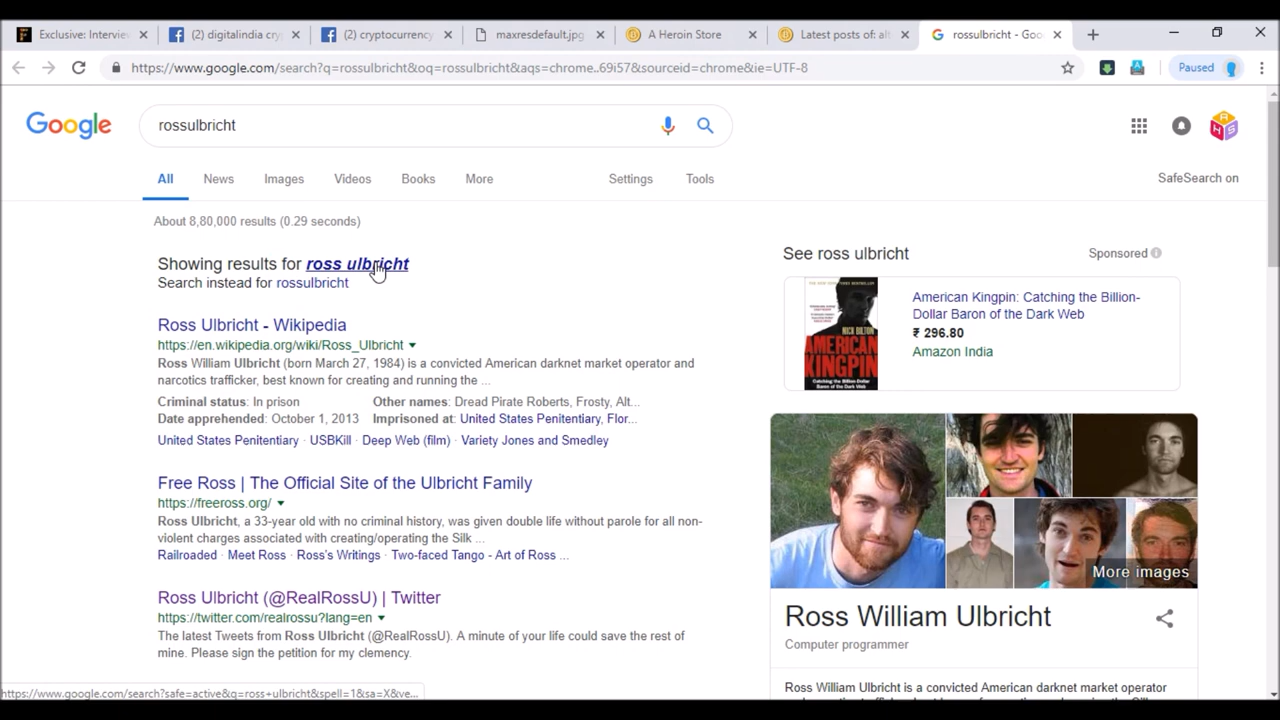 Exclusive: Intervie
(2) digitalindia cry
(2) cryptocurrency
maxresdefault.jpg
A Heroin Store
Latest posts of: alt
rossulbricht - Goo
https://www.google.com/search?q=rossulbricht&oq=rossulbricht&aqs=chrome..69i57&sourceid=chrome&ie=UTF-8
Paused
Google
rossulbricht
All News Images Videos Books More Settings Tools
SafeSearch on
About 8,80,000 results (0.29 seconds)
Showing results for ross ulbricht
Search instead for rossulbricht
Ross Ulbricht - Wikipedia
https://en.wikipedia.org/wiki/Ross_Ulbricht
Ross William Ulbricht (born March 27, 1984) is a convicted American darknet market operator and
narcotics trafficker, best known for creating and running the ...
Criminal status: In prison Other names: Dread Pirate Roberts, Frosty, Alt...
Date apprehended: October 1, 2013 Imprisoned at: United States Penitentiary, Flor...
United States Penitentiary · USBKill · Deep Web (film) · Variety Jones and Smedley
Free Ross | The Official Site of the Ulbricht Family
https://freeross.org/
Ross Ulbricht, a 33-year old with no criminal history, was given double life without parole for all non-
violent charges associated with creating/operating the Silk ...
Railroaded · Meet Ross · Ross's Writings · Two-faced Tango - Art of Ross ...
Ross Ulbricht (@RealRossU) | Twitter
https://twitter.com/realrossu?lang=en
The latest Tweets from Ross Ulbricht (@RealRossU). A minute of your life could save the rest of
mine. Please sign the petition for my clemency.
https://www.google.com/search?safe=active&q=ross+ulbricht&spell=1&sa=X&ve...
See ross ulbricht
Sponsored
NICK BILTON
AMERICAN
KINGPIN
American Kingpin: Catching the Billion-
Dollar Baron of the Dark Web
₹ 296.80
Amazon India
More images
Ross William Ulbricht
Computer programmer
Ross William Ulbricht is a convicted American darknet market operator